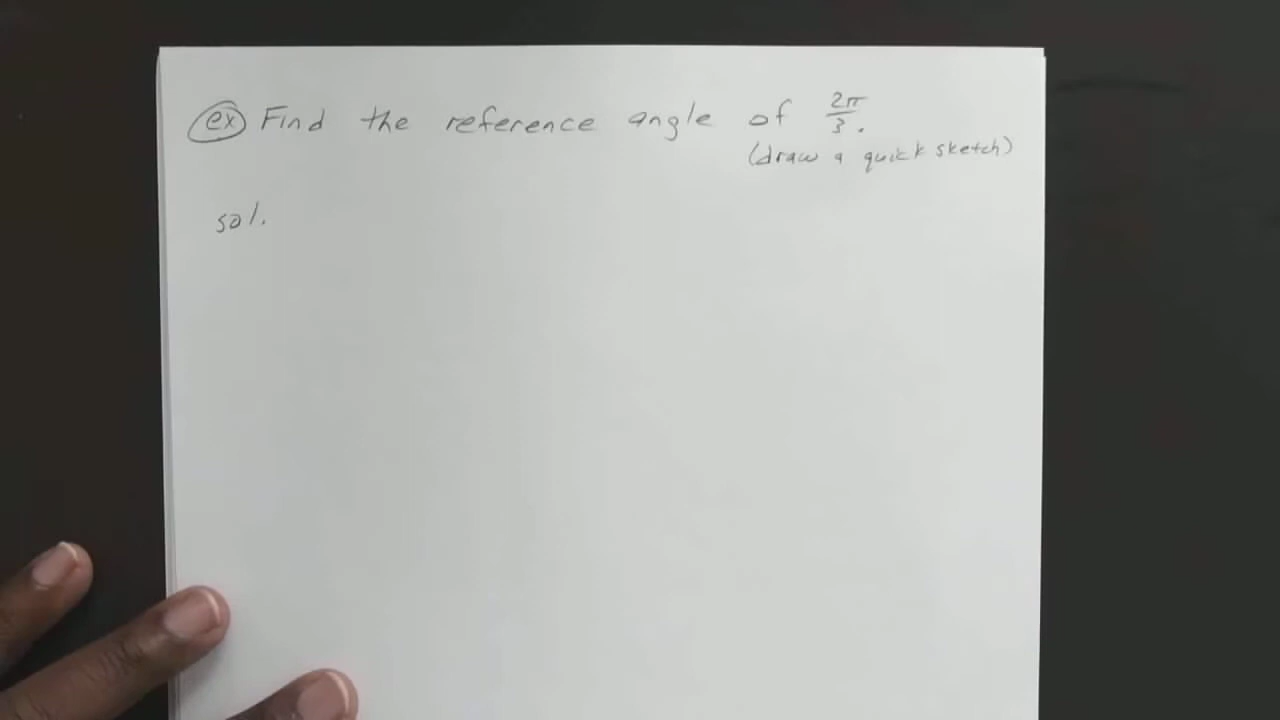 ex Find the reference angle of 2π/3.
(draw a quick sketch)
sol.